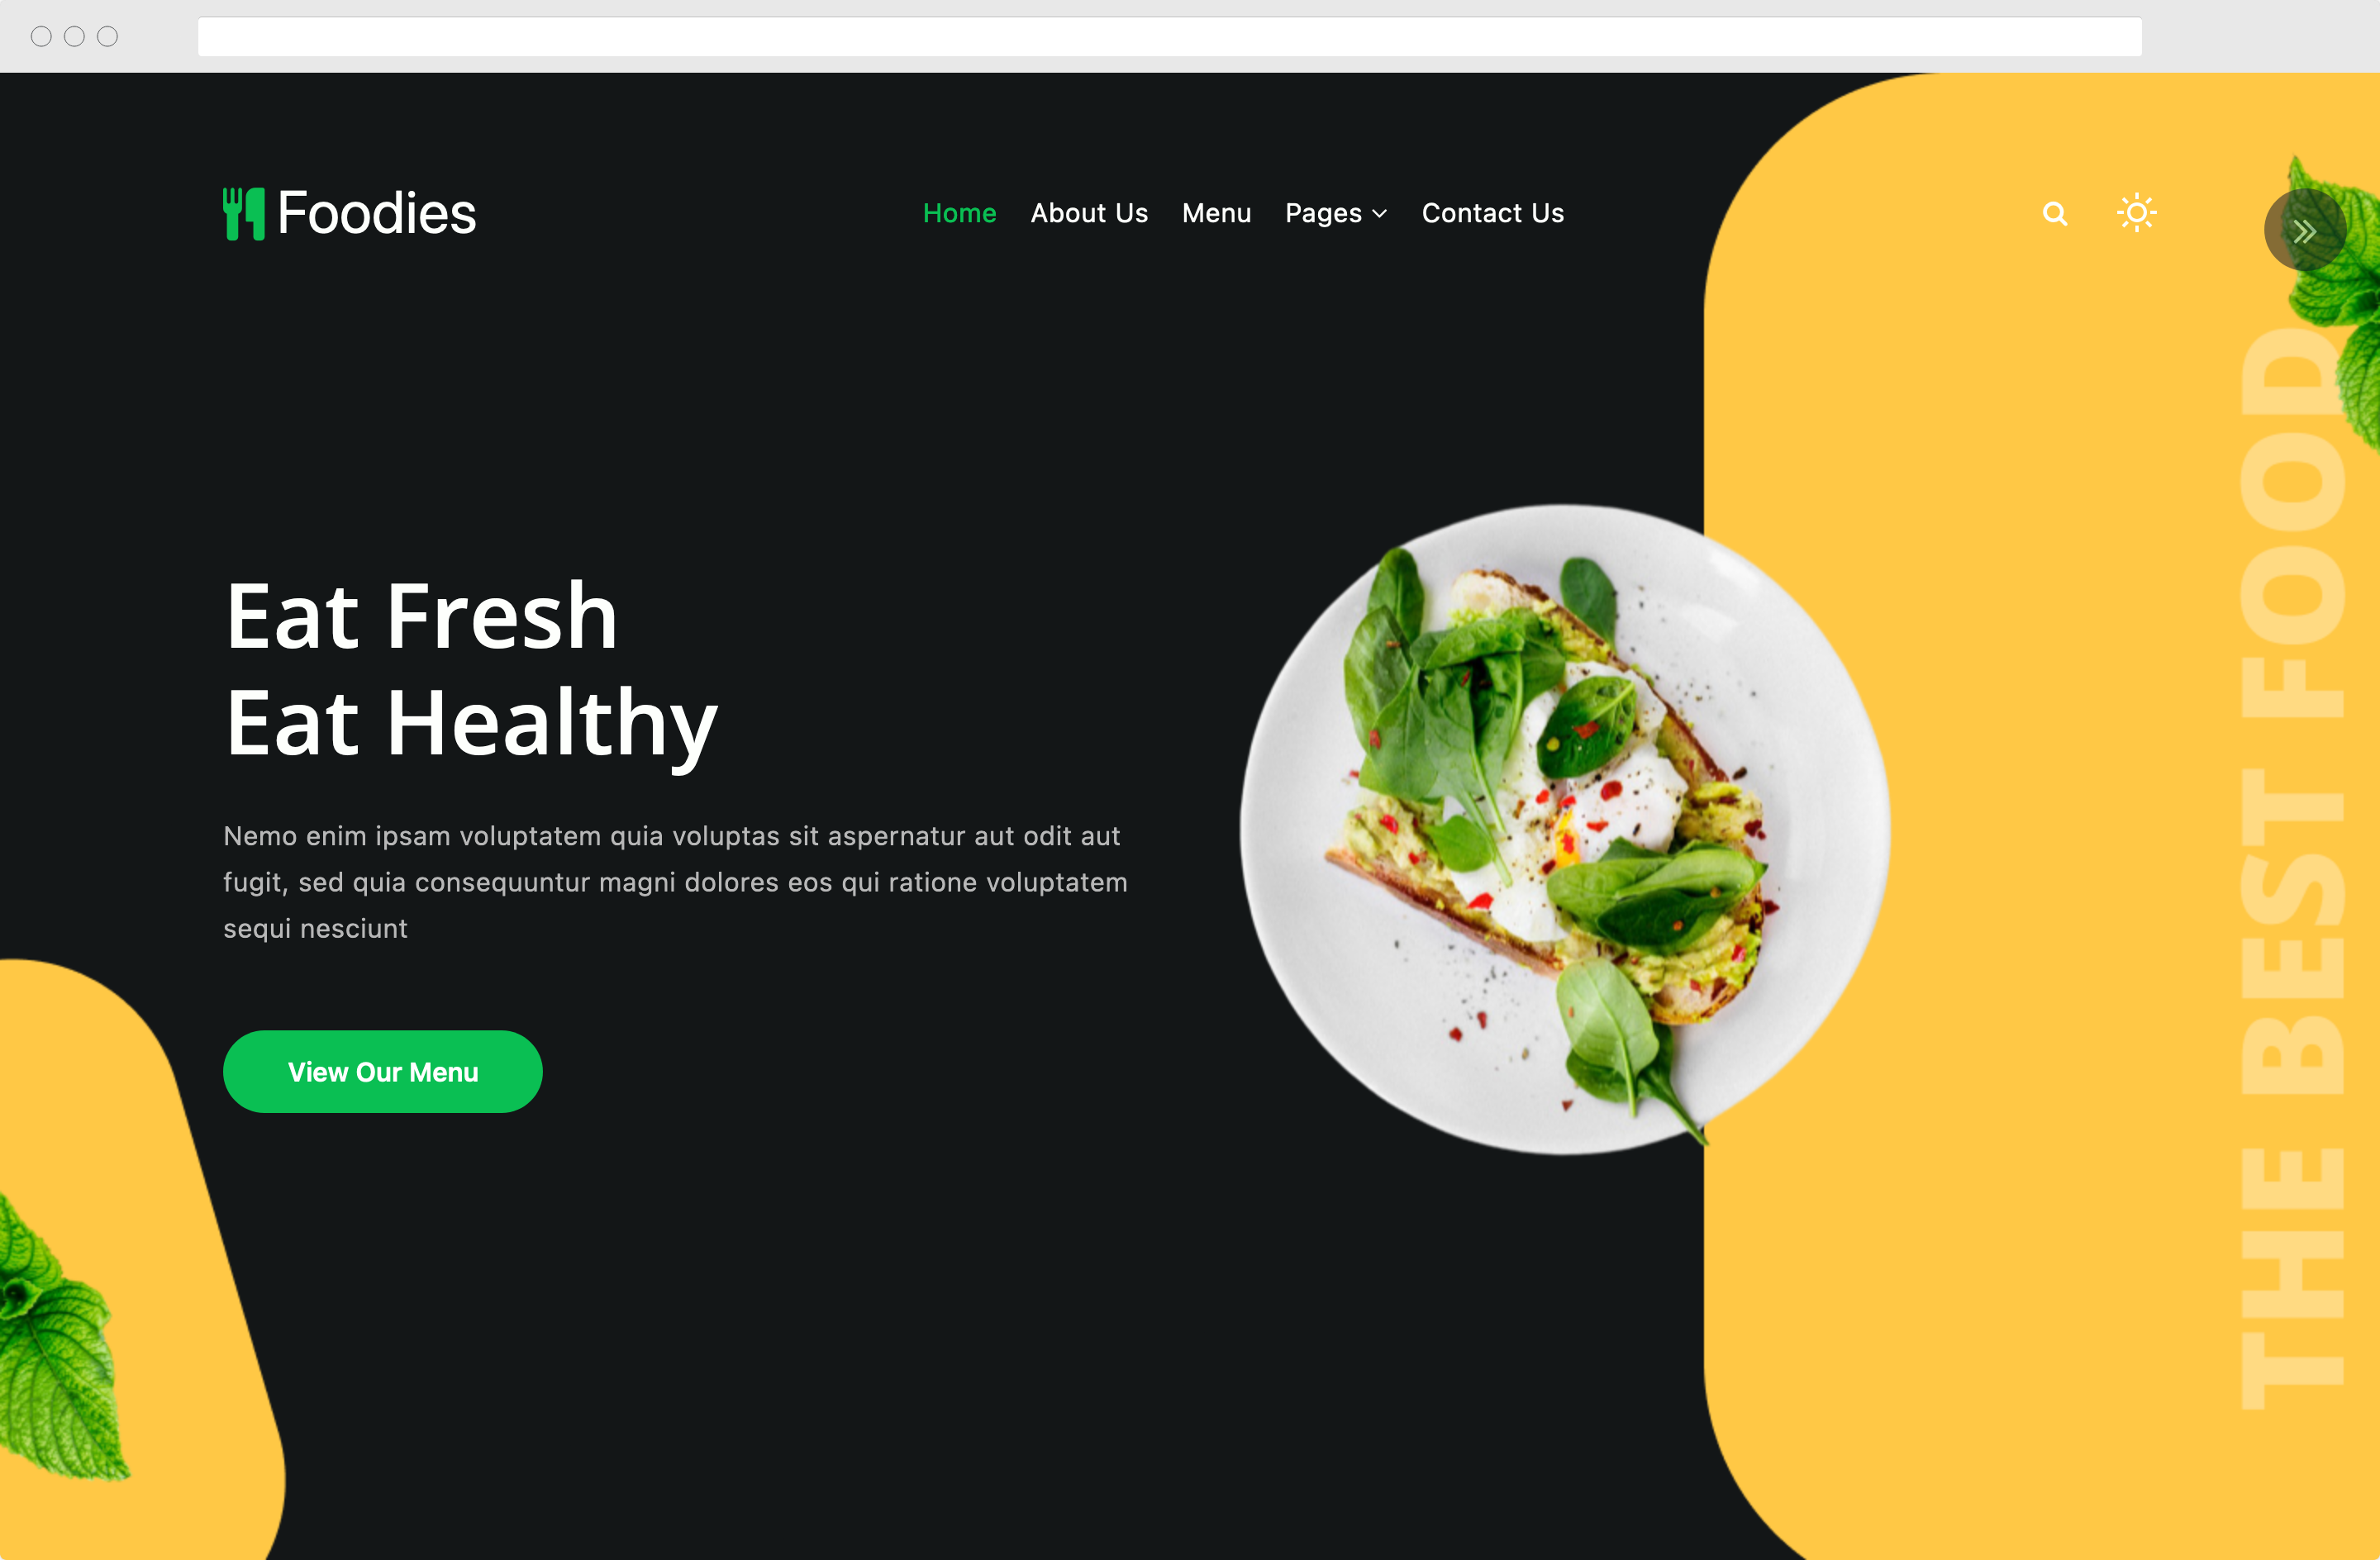 Foodies
Home About Us Menu Pages Contact Us
Eat Fresh
Eat Healthy
Nemo enim ipsam voluptatem quia voluptas sit aspernatur aut odit aut
fugit, sed quia consequuntur magni dolores eos qui ratione voluptatem
sequi nesciunt
View Our Menu
THE BEST FOOD